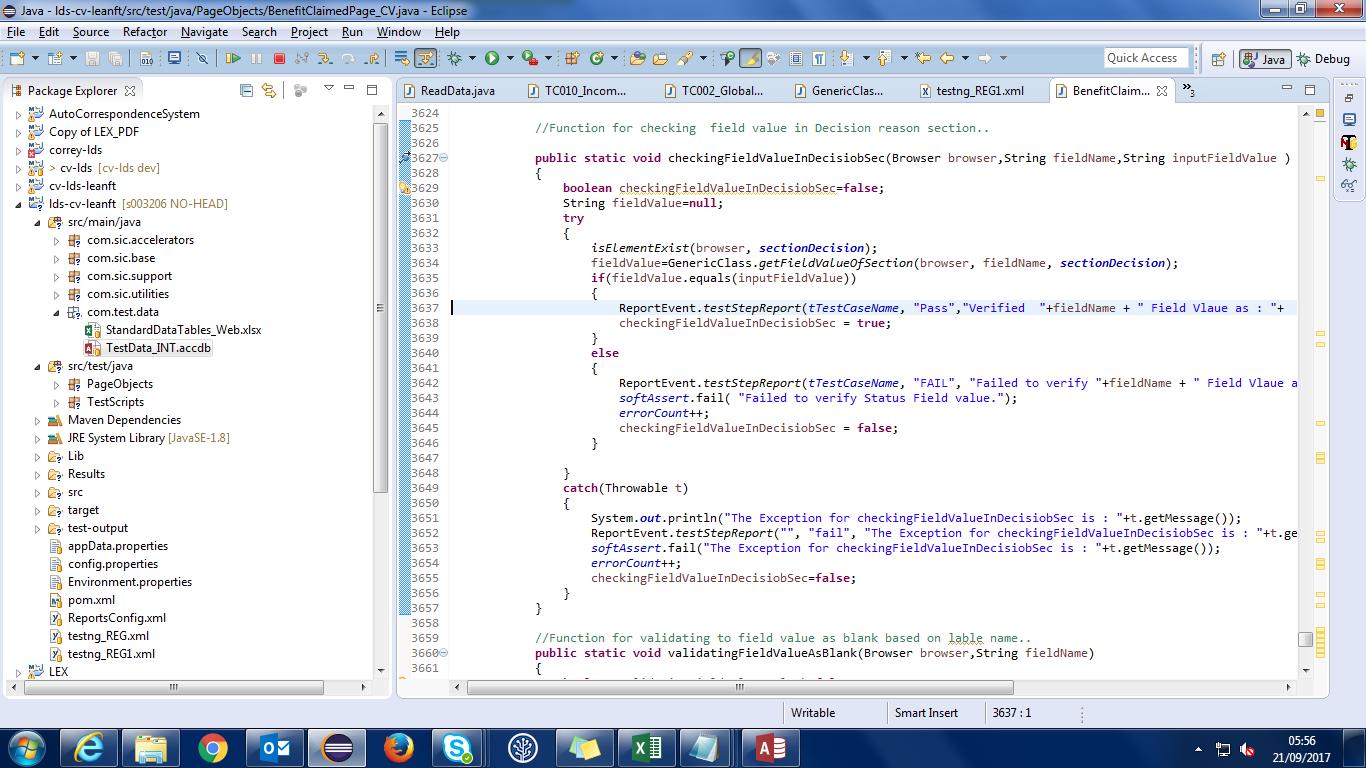 Java - lds-cv-leanft/src/test/java/PageObjects/BenefitClaimedPage_CV.java - Eclipse
File Edit Source Refactor Navigate Search Project Run Window Help
Quick Access
Java
Debug
Package Explorer
AutoCorrespondenceSystem
Copy of LEX_PDF
correy-lds
> cv-lds [cv-lds dev]
cv-lds-leanft
lds-cv-leanft [s003206 NO-HEAD]
src/main/java
com.sic.accelerators
com.sic.base
com.sic.support
com.sic.utilities
com.test.data
StandardDataTables_Web.xlsx
TestData_INT.accdb
src/test/java
PageObjects
TestScripts
Maven Dependencies
JRE System Library [JavaSE-1.8]
Lib
Results
src
target
test-output
appData.properties
config.properties
Environment.properties
pom.xml
ReportsConfig.xml
testng_REG.xml
testng_REG1.xml
LEX
ReadData.java TC010_Incom... TC002_Global... GenericClas... testng_REG1.xml BenefitClaim... »3
3624
3625 //Function for checking  field value in Decision reason section..
3626
3627 public static void checkingFieldValueInDecisiobSec(Browser browser,String fieldName,String inputFieldValue )
3628 {
3629 boolean checkingFieldValueInDecisiobSec=false;
3630 String fieldValue=null;
3631 try
3632 {
3633 isElementExist(browser, sectionDecision);
3634 fieldValue=GenericClass.getFieldValueOfSection(browser, fieldName, sectionDecision);
3635 if(fieldValue.equals(inputFieldValue))
3636 {
3637 ReportEvent.testStepReport(tTestCaseName, "Pass","Verified  "+fieldName + " Field Vlaue as : "+
3638 checkingFieldValueInDecisiobSec = true;
3639 }
3640 else
3641 {
3642 ReportEvent.testStepReport(tTestCaseName, "FAIL", "Failed to verify "+fieldName + " Field Vlaue a
3643 softAssert.fail( "Failed to verify Status Field value.");
3644 errorCount++;
3645 checkingFieldValueInDecisiobSec = false;
3646 }
3647
3648 }
3649 catch(Throwable t)
3650 {
3651 System.out.println("The Exception for checkingFieldValueInDecisiobSec is : "+t.getMessage());
3652 ReportEvent.testStepReport("", "fail", "The Exception for checkingFieldValueInDecisiobSec is : "+t.ge
3653 softAssert.fail("The Exception for checkingFieldValueInDecisiobSec is : "+t.getMessage());
3654 errorCount++;
3655 checkingFieldValueInDecisiobSec=false;
3656 }
3657 }
3658
3659 //Function for validating to field value as blank based on lable name..
3660 public static void validatingFieldValueAsBlank(Browser browser,String fieldName)
3661 {
Writable Smart Insert 3637 : 1
05:56
21/09/2017